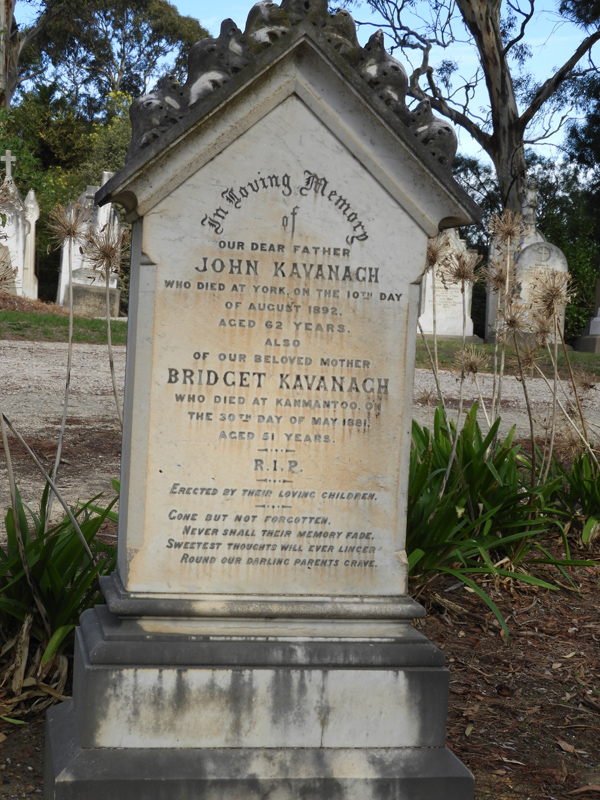 In Loving Memory
of
OUR DEAR FATHER
JOHN KAVANAGH
WHO DIED AT YORK, ON THE 10TH DAY
OF AUGUST 1892,
AGED 62 YEARS.
ALSO
OF OUR BELOVED MOTHER
BRIDGET KAVANAGH
WHO DIED AT KANMANTOO, ON
THE 30TH DAY OF MAY 1881,
AGED 51 YEARS.
R.I.P.
ERECTED BY THEIR LOVING CHILDREN.
GONE BUT NOT FORGOTTEN,
NEVER SHALL THEIR MEMORY FADE,
SWEETEST THOUGHTS WILL EVER LINGER
ROUND OUR DARLING PARENTS GRAVE.